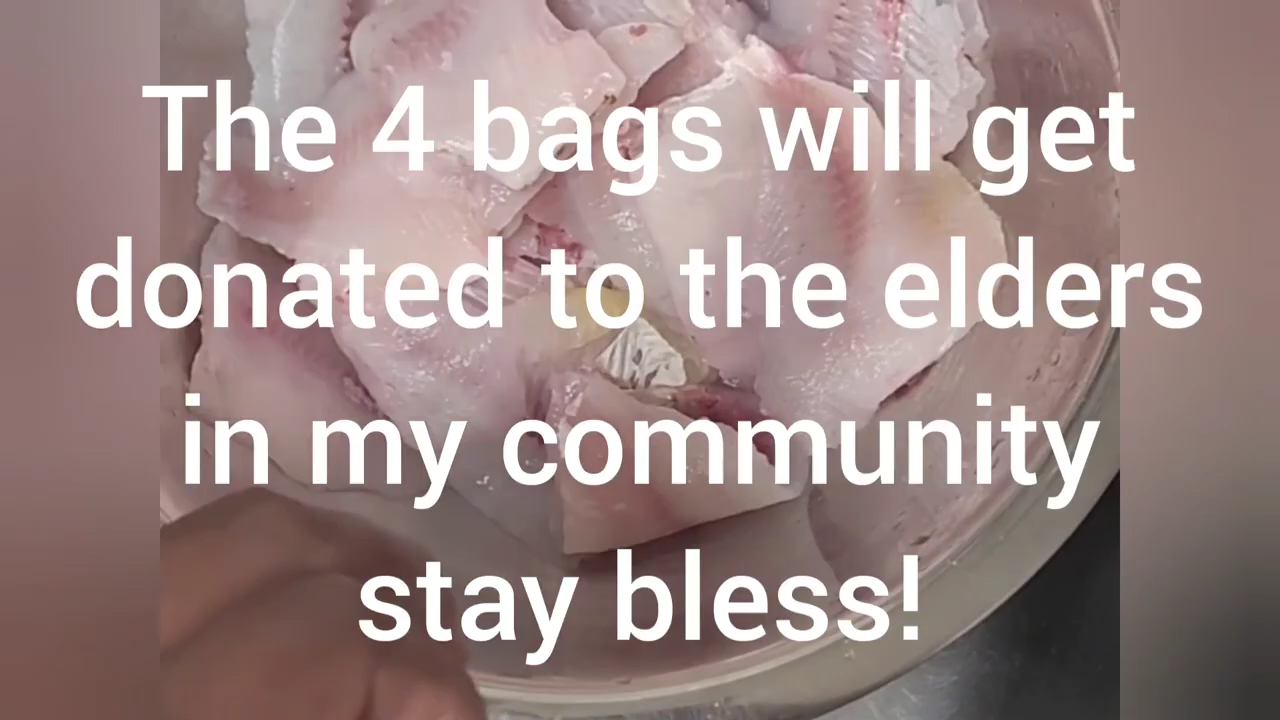 The 4 bags will get
donated to the elders
in my community
stay bless!